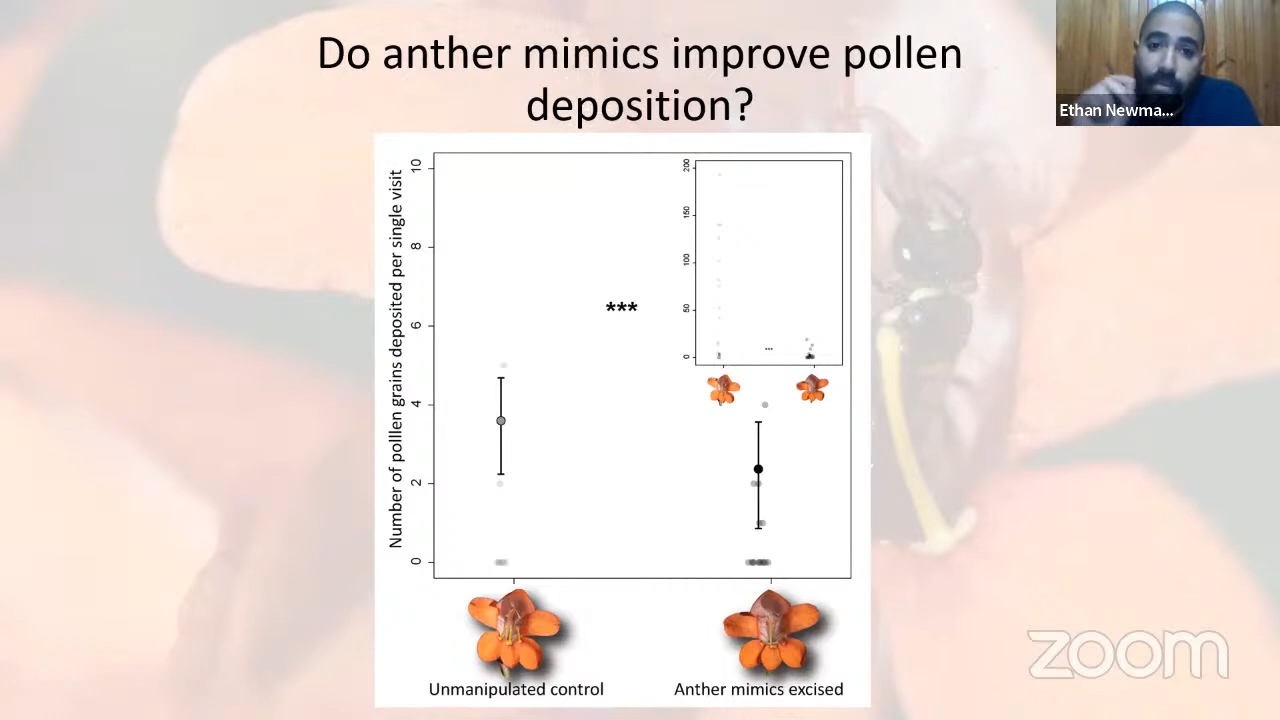 Do anther mimics improve pollen
deposition?
Ethan Newma...
Number of polllen grains deposited per single visit
10
8
6
4
2
0
***
200
150
100
50
0
...
Unmanipulated control
Anther mimics excised
zoom